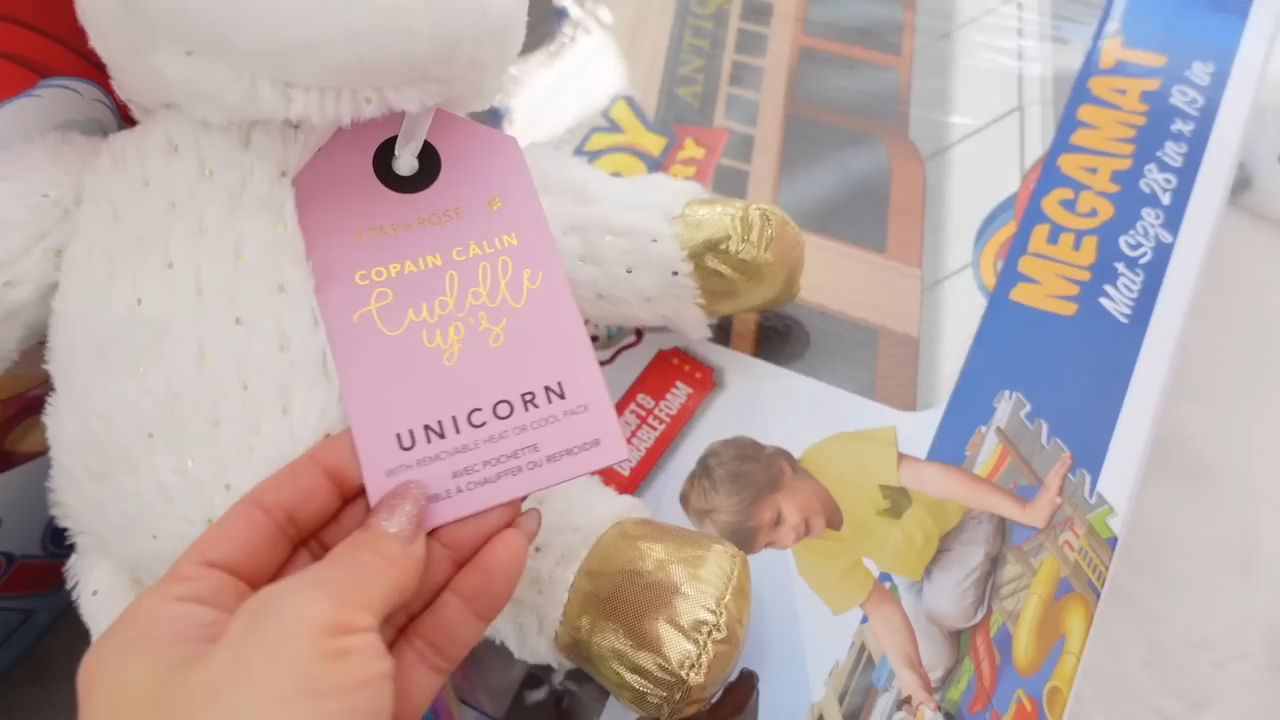 STAR+ROSE
COPAIN CÂLIN
Cuddle
up's
UNICORN
WITH REMOVABLE HEAT OR COOL PACK
AVEC POCHETTE
À CHAUFFER OU REFROIDIR
ANTIQ
MEGAMAT
Mat Size 28 in x 19 in
DURABLE FOAM